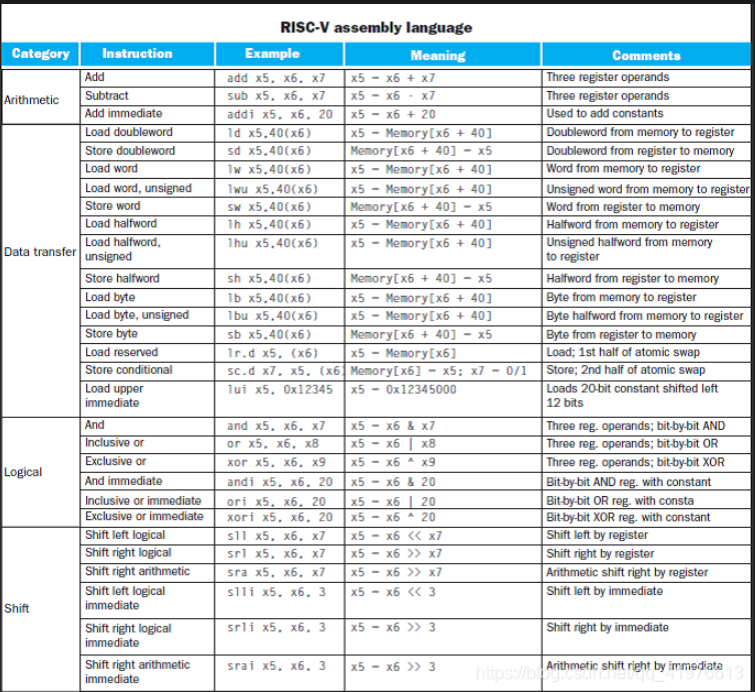 RISC-V assembly language
Category Instruction Example Meaning Comments
Arithmetic
Add add x5, x6, x7 x5 = x6 + x7 Three register operands
Subtract sub x5, x6, x7 x5 = x6 - x7 Three register operands
Add immediate addi x5, x6, 20 x5 = x6 + 20 Used to add constants
Data transfer
Load doubleword ld x5,40(x6) x5 = Memory[x6 + 40] Doubleword from memory to register
Store doubleword sd x5,40(x6) Memory[x6 + 40] = x5 Doubleword from register to memory
Load word lw x5,40(x6) x5 = Memory[x6 + 40] Word from memory to register
Load word, unsigned lwu x5,40(x6) x5 = Memory[x6 + 40] Unsigned word from memory to register
Store word sw x5,40(x6) Memory[x6 + 40] = x5 Word from register to memory
Load halfword lh x5,40(x6) x5 = Memory[x6 + 40] Halfword from memory to register
Load halfword, lhu x5,40(x6) x5 = Memory[x6 + 40] Unsigned halfword from memory
unsigned to register
Store halfword sh x5,40(x6) Memory[x6 + 40] = x5 Halfword from register to memory
Load byte lb x5,40(x6) x5 = Memory[x6 + 40] Byte from memory to register
Load byte, unsigned lbu x5,40(x6) x5 = Memory[x6 + 40] Byte halfword from memory to register
Store byte sb x5,40(x6) Memory[x6 + 40] = x5 Byte from register to memory
Load reserved lr.d x5, (x6) x5 = Memory[x6] Load; 1st half of atomic swap
Store conditional sc.d x7, x5, (x6) Memory[x6] = x5; x7 = 0/1 Store; 2nd half of atomic swap
Load upper lui x5, 0x12345 x5 = 0x12345000 Loads 20-bit constant shifted left
immediate 12 bits
Logical
And and x5, x6, x7 x5 = x6 & x7 Three reg. operands; bit-by-bit AND
Inclusive or or x5, x6, x8 x5 = x6 | x8 Three reg. operands; bit-by-bit OR
Exclusive or xor x5, x6, x9 x5 = x6 ^ x9 Three reg. operands; bit-by-bit XOR
And immediate andi x5, x6, 20 x5 = x6 & 20 Bit-by-bit AND reg. with constant
Inclusive or immediate ori x5, x6, 20 x5 = x6 | 20 Bit-by-bit OR reg. with consta
Exclusive or immediate xori x5, x6, 20 x5 = x6 ^ 20 Bit-by-bit XOR reg. with constant
Shift
Shift left logical sll x5, x6, x7 x5 = x6 << x7 Shift left by register
Shift right logical srl x5, x6, x7 x5 = x6 >> x7 Shift right by register
Shift right arithmetic sra x5, x6, x7 x5 = x6 >> x7 Arithmetic shift right by register
Shift left logical slli x5, x6, 3 x5 = x6 << 3 Shift left by immediate
immediate
Shift right logical srli x5, x6, 3 x5 = x6 >> 3 Shift right by immediate
immediate
Shift right arithmetic srai x5, x6, 3 x5 = x6 >> 3 Arithmetic shift right by immediate
immediate